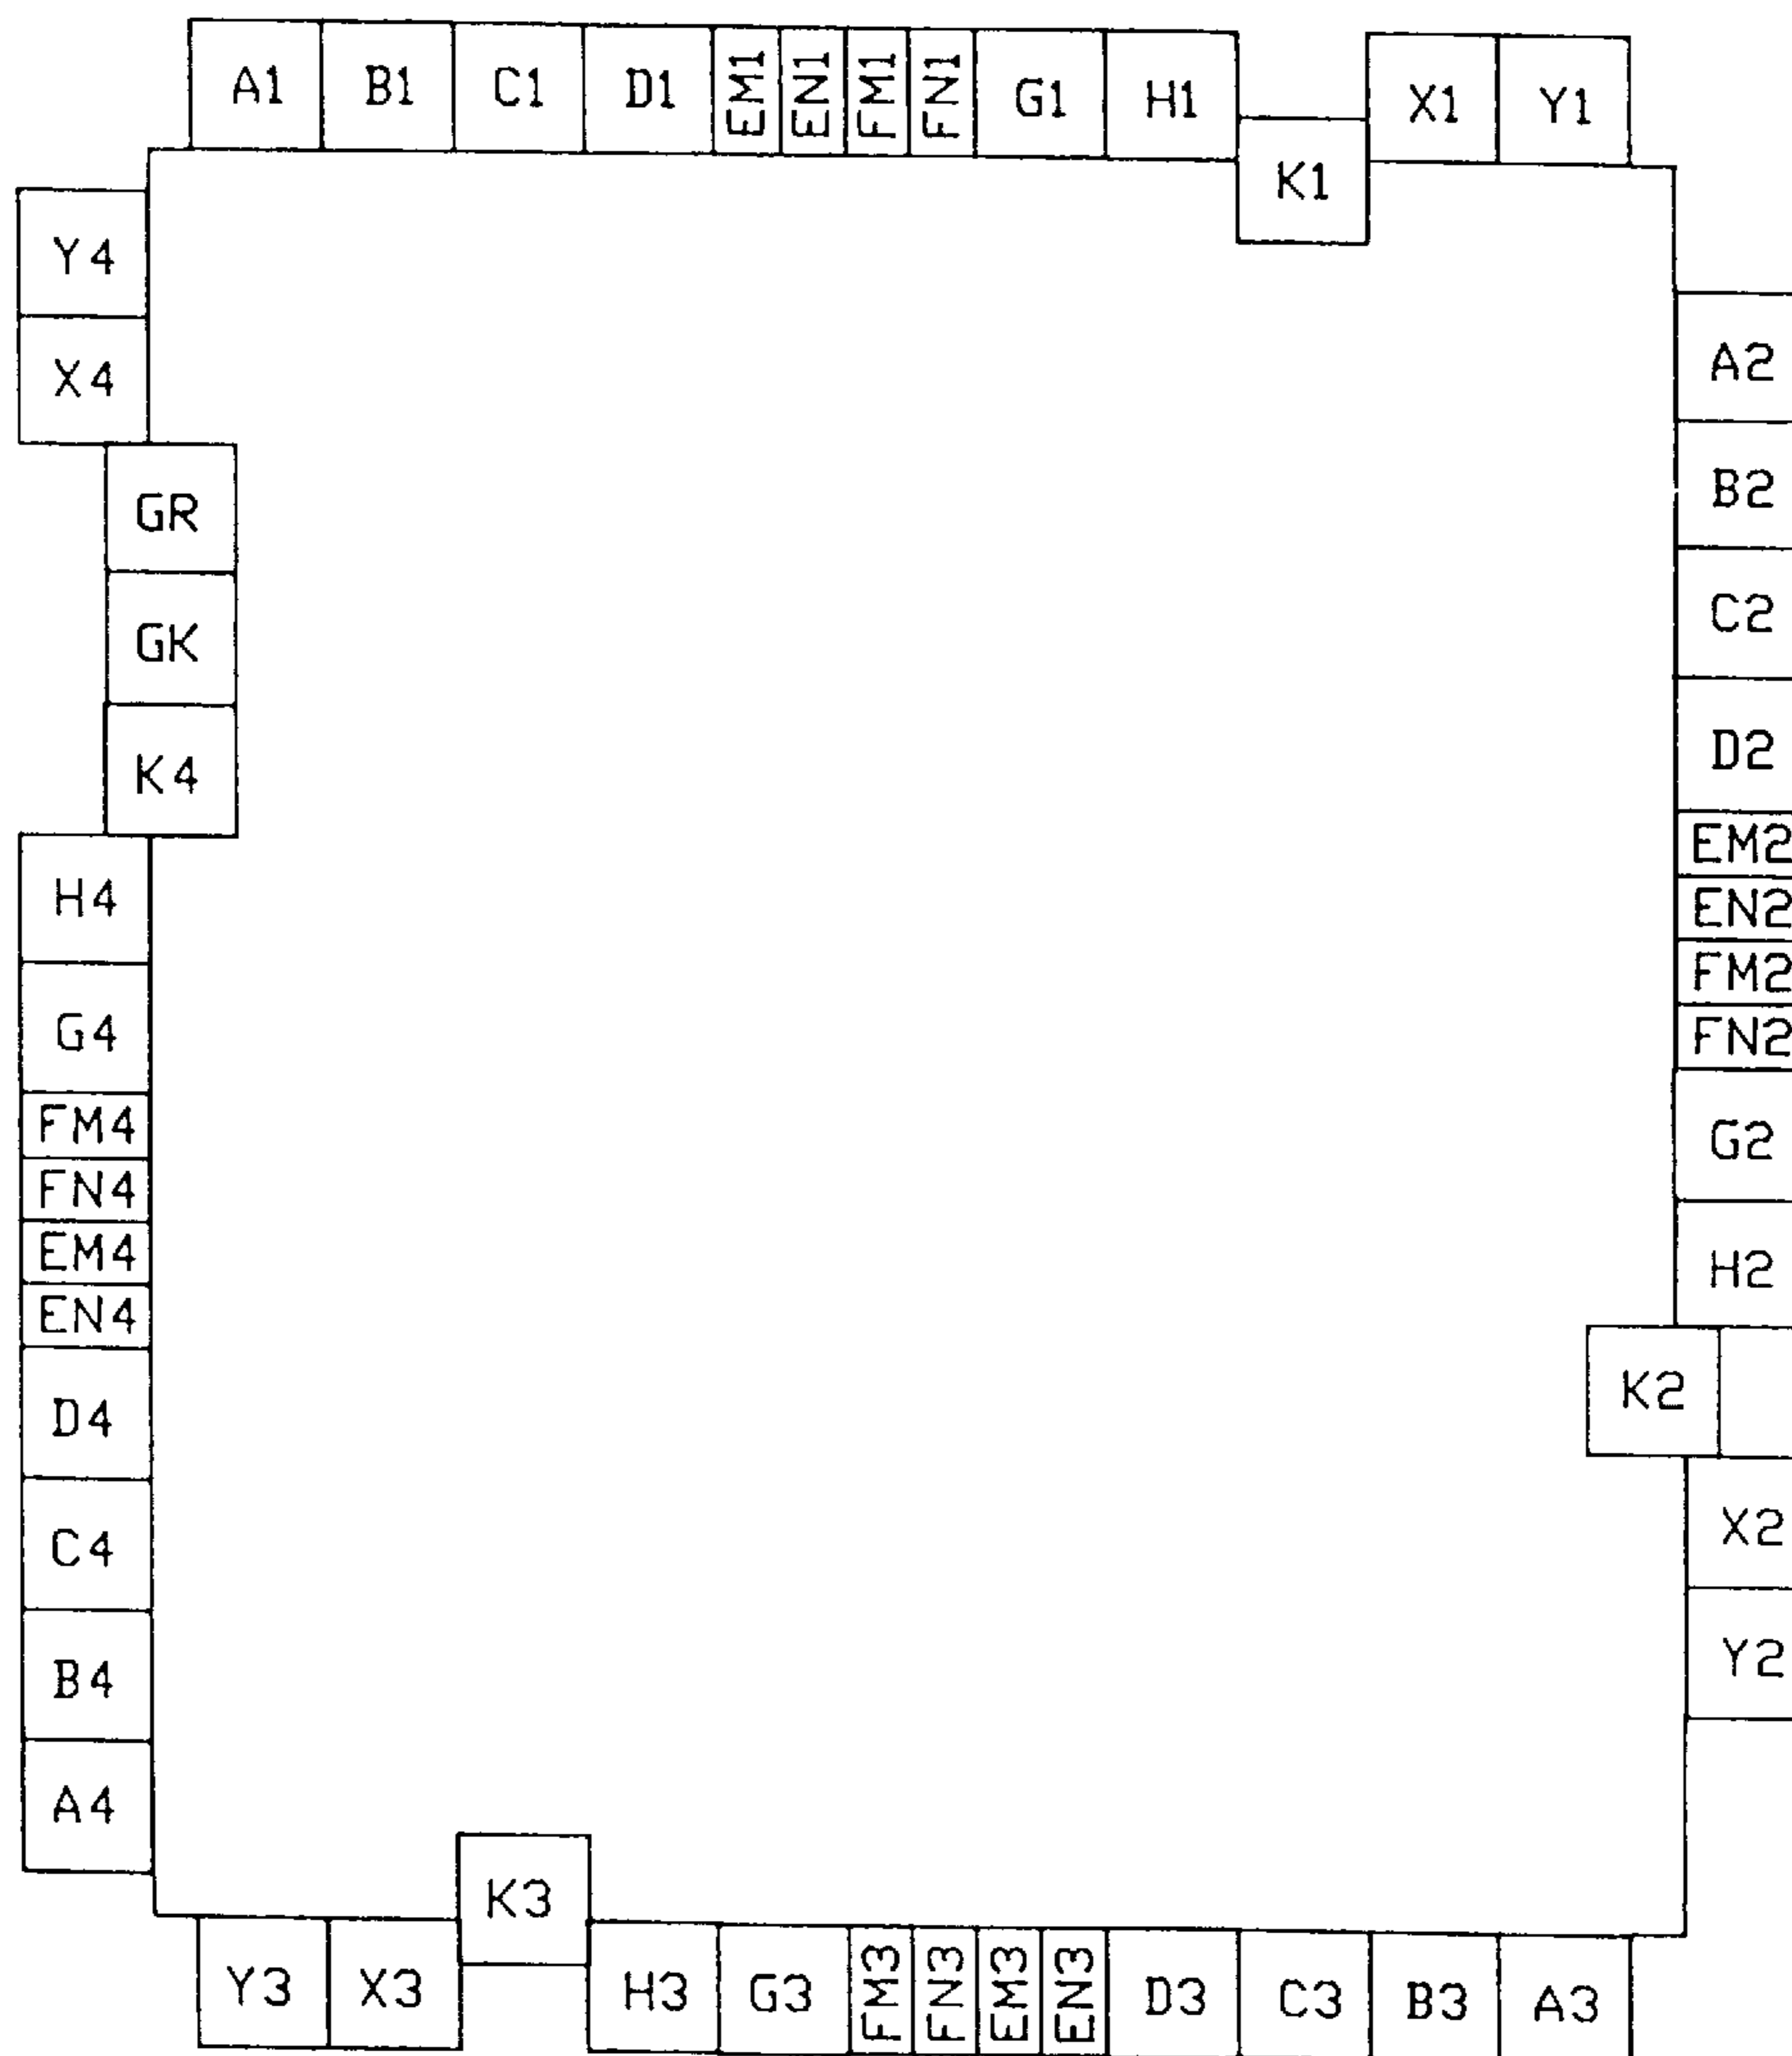 A1 B1 C1 D1 EM1 EN1 FM1 FN1 G1 H1 X1 Y1
K1
Y4
X4
GR
GK
K4
H4
G4
FM4
FN4
EM4
EN4
D4
C4
B4
A4
A2
B2
C2
D2
EM2
EN2
FM2
FN2
G2
H2
K2
X2
Y2
K3
Y3 X3 H3 G3 FM3 FN3 EM3 EN3 D3 C3 B3 A3